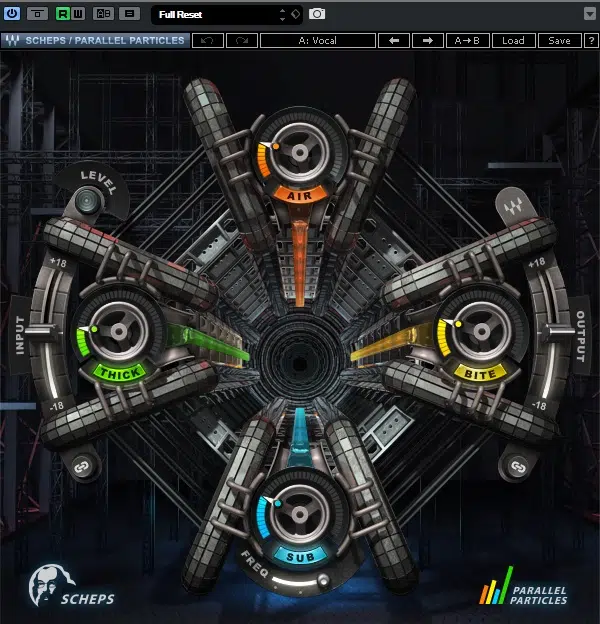 R W A|B Full Reset
SCHEPS / PARALLEL PARTICLES A: Vocal A→B Load Save ?
AIR
LEVEL
+18 +18
INPUT OUTPUT
THICK BITE
-18 -18
SUB
FREQ
SCHEPS
PARALLEL
PARTICLES